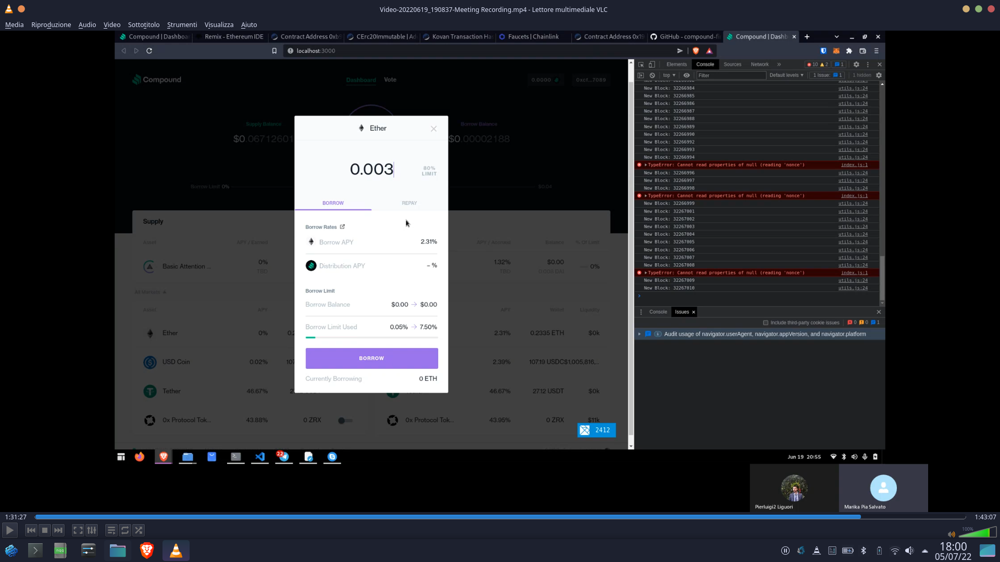 Video-20220619_190837-Meeting Recording.mp4 - Lettore multimediale VLC
Media Riproduzione Audio Video Sottotitolo Strumenti Visualizza Aiuto
Compound | Dashboa Remix - Ethereum IDE Contract Address 0xb9 CErc20Immutable | Ad Kovan Transaction Ha Faucets | Chainlink Contract Address 0x19 GitHub - compound-fi Compound | Dashb
localhost:3000
Compound Dashboard Vote 0.0000 0xcf...7089
Supply Balance Borrow Balance
$0.06712601 $0.00002188
Borrow Limit 0% $0.04
Ether
0.003
80%
LIMIT
BORROW REPAY
Borrow Rates
Borrow APY 2.31%
Distribution APY – %
Borrow Limit
Borrow Balance $0.00 → $0.00
Borrow Limit Used 0.05% → 7.50%
BORROW
Currently Borrowing 0 ETH
Supply
Asset APY / Earned APY / Accrued Balance % Of Limit
Basic Attention ... 0% 1.32% $0.00 0%
TBD TBD 0.008 DAI
All Markets
Asset APY APY Wallet Liquidity
Ether 0% 0.2 2.31% 0.2335 ETH $0k
USD Coin 0.02% 107 2.39% 107.19 USDC $1,005,816,...
Tether 46.67% 2 46.67% 27.12 USDT $0k
0x Protocol Tok... 43.88% 0 ZRX 0x Protocol Tok... 43.95% 0 ZRX $11k
2412
Elements Console Sources Network » 10 2 1
top Filter Default levels 1 Issue: 1 1 hidden
New Block: 32266984 utils.js:24
New Block: 32266985 utils.js:24
New Block: 32266986 utils.js:24
New Block: 32266987 utils.js:24
New Block: 32266988 utils.js:24
New Block: 32266989 utils.js:24
New Block: 32266990 utils.js:24
New Block: 32266992 utils.js:24
New Block: 32266993 utils.js:24
New Block: 32266994 utils.js:24
TypeError: Cannot read properties of null (reading 'nonce') index.js:1
New Block: 32266996 utils.js:24
New Block: 32266997 utils.js:24
New Block: 32266998 utils.js:24
TypeError: Cannot read properties of null (reading 'nonce') index.js:1
New Block: 32266999 utils.js:24
New Block: 32267001 utils.js:24
New Block: 32267002 utils.js:24
New Block: 32267003 utils.js:24
New Block: 32267004 utils.js:24
New Block: 32267005 utils.js:24
New Block: 32267006 utils.js:24
New Block: 32267007 utils.js:24
New Block: 32267008 utils.js:24
TypeError: Cannot read properties of null (reading 'nonce') index.js:1
New Block: 32267009 utils.js:24
New Block: 32267010 utils.js:24
Console Issues
Include third-party cookie issues 0 0 1
1 Audit usage of navigator.userAgent, navigator.appVersion, and navigator.platform
22
Jun 19 20:55
Pierluigi2 Liguori Marika Pia Salvato
1:31:27 1:43:07
100%
nqq
18:00
05/07/22